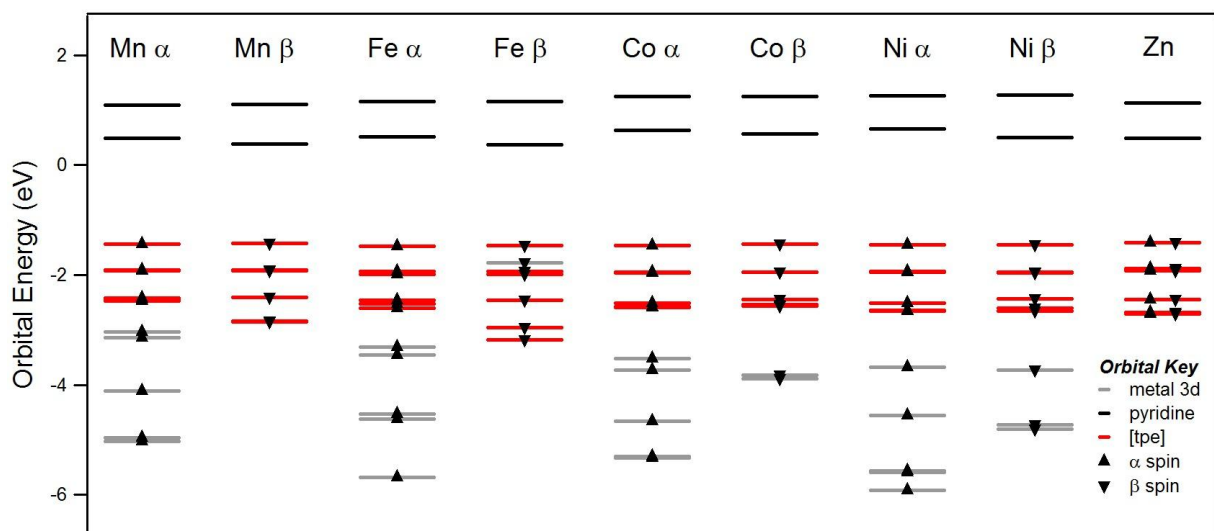 Mn α Mn β Fe α Fe β Co α Co β Ni α Ni β Zn
2
0
-2
-4
-6
Orbital Energy (eV)
Orbital Key
metal 3d
pyridine
[tpe]
α spin
β spin